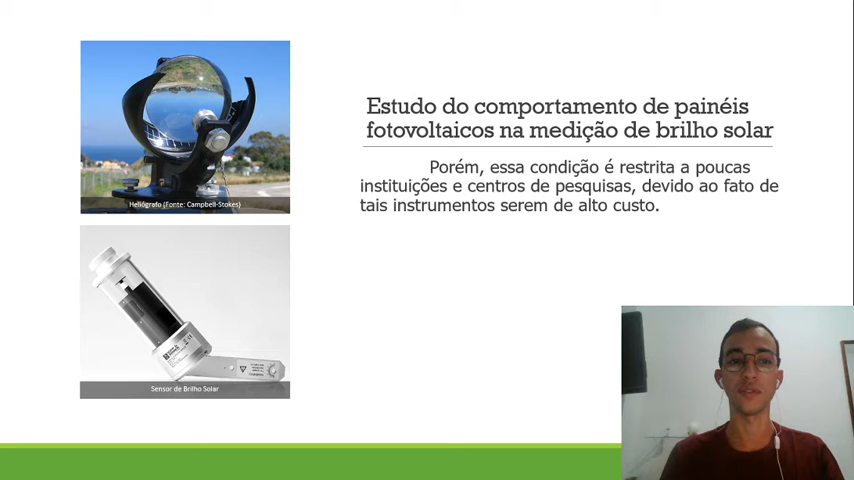 Estudo do comportamento de painéis
fotovoltaicos na medição de brilho solar
Porém, essa condição é restrita a poucas
instituições e centros de pesquisas, devido ao fato de
tais instrumentos serem de alto custo.
Heliógrafo (Fonte: Campbell-Stokes)
Sensor de Brilho Solar